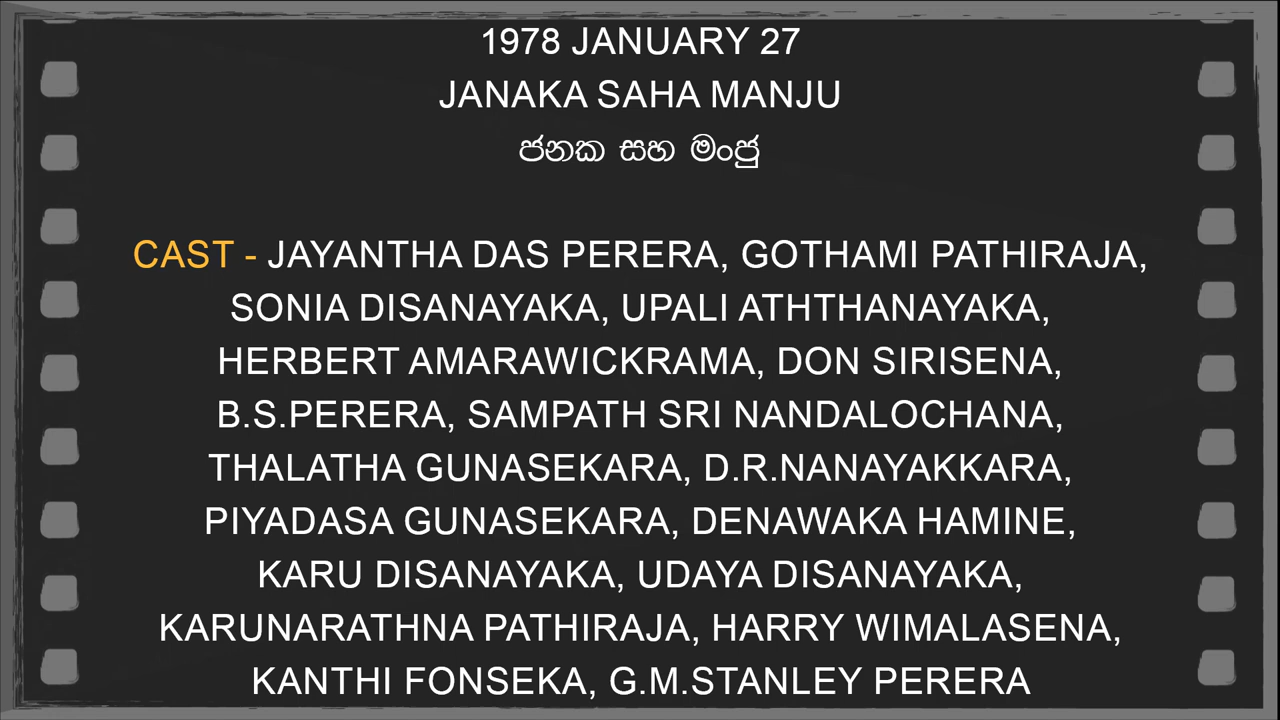 1978 JANUARY 27
JANAKA SAHA MANJU
ජනක සහ මංජු
CAST - JAYANTHA DAS PERERA, GOTHAMI PATHIRAJA,
SONIA DISANAYAKA, UPALI ATHTHANAYAKA,
HERBERT AMARAWICKRAMA, DON SIRISENA,
B.S.PERERA, SAMPATH SRI NANDALOCHANA,
THALATHA GUNASEKARA, D.R.NANAYAKKARA,
PIYADASA GUNASEKARA, DENAWAKA HAMINE,
KARU DISANAYAKA, UDAYA DISANAYAKA,
KARUNARATHNA PATHIRAJA, HARRY WIMALASENA,
KANTHI FONSEKA, G.M.STANLEY PERERA